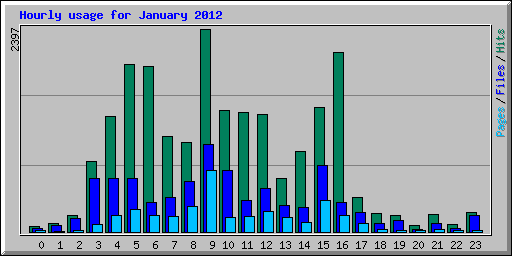 Hourly usage for January 2012
2397
Pages/Files/Hits
0 1 2 3 4 5 6 7 8 9 10 11 12 13 14 15 16 17 18 19 20 21 22 23